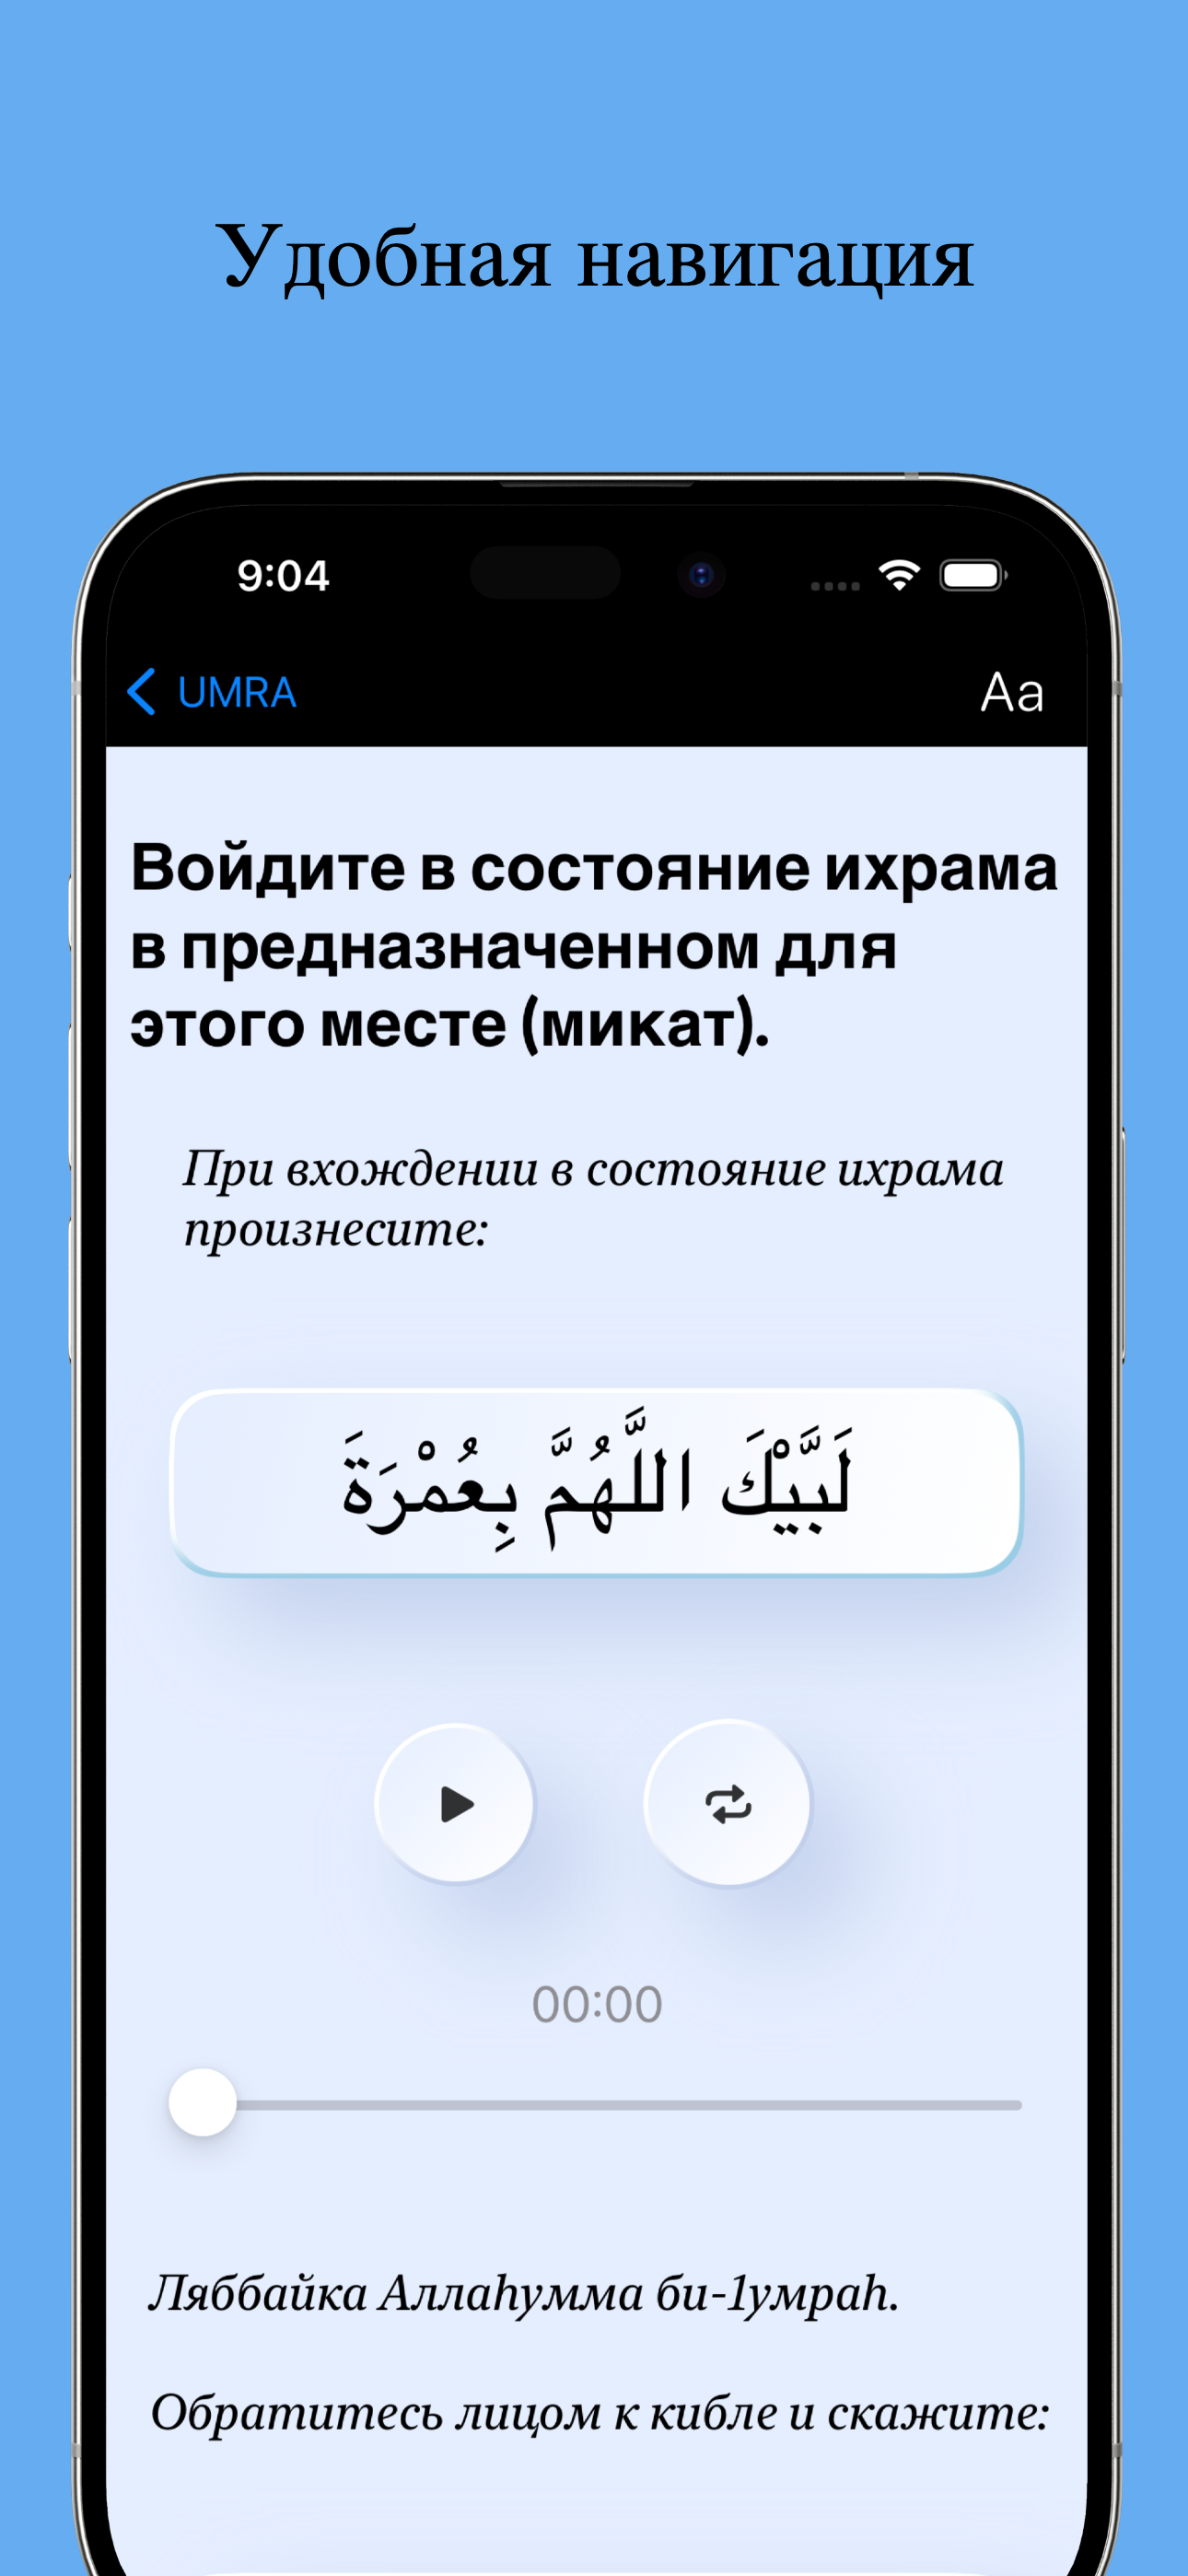 Удобная навигация
9:04
UMRA
Aa
Войдите в состояние ихрама
в предназначенном для
этого месте (микат).
При вхождении в состояние ихрама
произнесите:
لَبَّيْكَ اللَّهُمَّ بِعُمْرَةَ
00:00
Ляббайка Аллаhумма би-1умраh.
Обратитесь лицом к кибле и скажите: